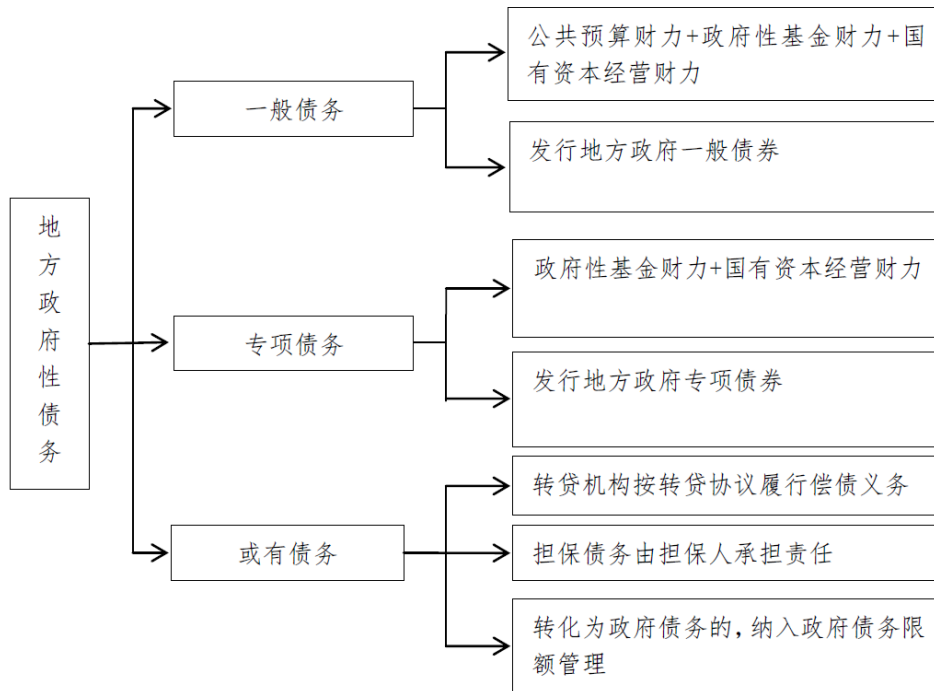 地方政府性债务
一般债务
公共预算财力+政府性基金财力+国
有资本经营财力
发行地方政府一般债券
专项债务
政府性基金财力+国有资本经营财力
发行地方政府专项债券
或有债务
转贷机构按转贷协议履行偿债义务
担保债务由担保人承担责任
转化为政府债务的,纳入政府债务限
额管理